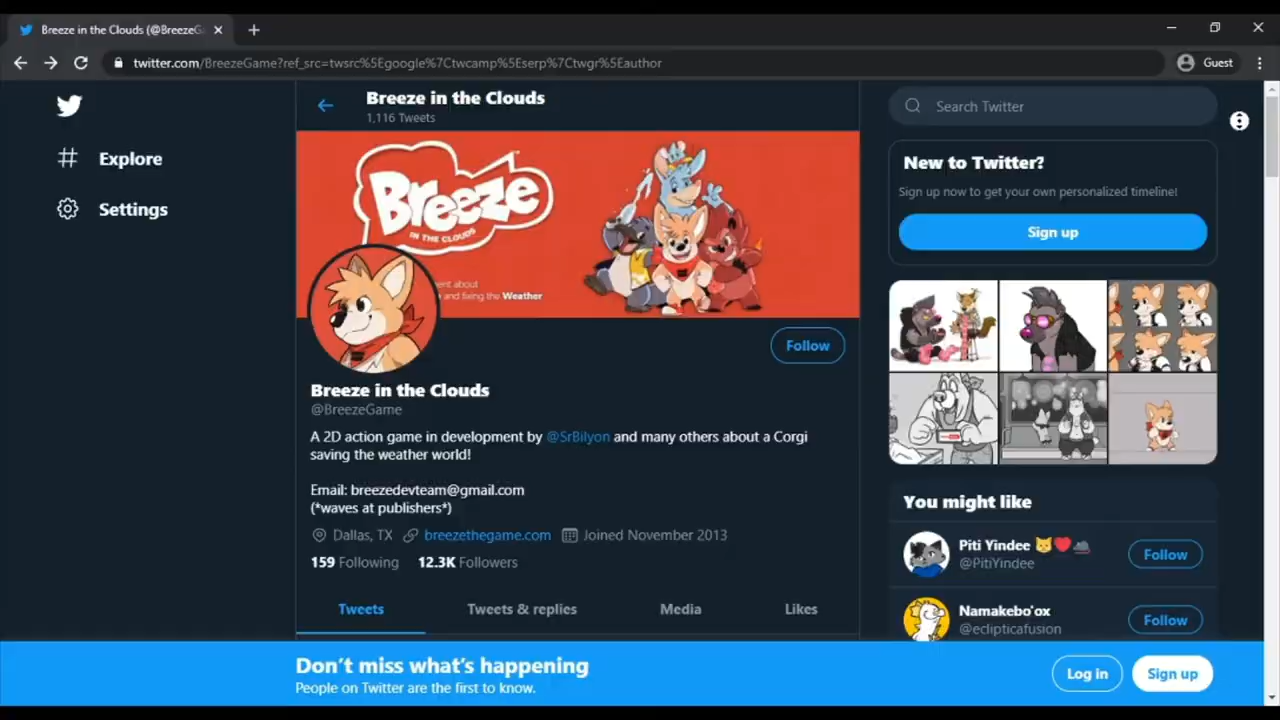 Breeze in the Clouds (@BreezeG
twitter.com/BreezeGame?ref_src=twsrc%5Egoogle%7Ctwcamp%5Eserp%7Ctwgr%5Eauthor
Guest
Explore
Settings
Breeze in the Clouds
1,116 Tweets
Breeze
IN THE CLOUDS
TM
ent about
and fixing the Weather
Follow
Breeze in the Clouds
@BreezeGame
A 2D action game in development by @SrBilyon and many others about a Corgi
saving the weather world!
Email: breezedevteam@gmail.com
(*waves at publishers*)
Dallas, TX breezethegame.com Joined November 2013
159 Following 12.3K Followers
Tweets Tweets & replies Media Likes
Search Twitter
New to Twitter?
Sign up now to get your own personalized timeline!
Sign up
You might like
Piti Yindee
@PitiYindee
Follow
Namakebo'ox
@eclipticafusion
Follow
Don't miss what's happening
People on Twitter are the first to know.
Log in
Sign up